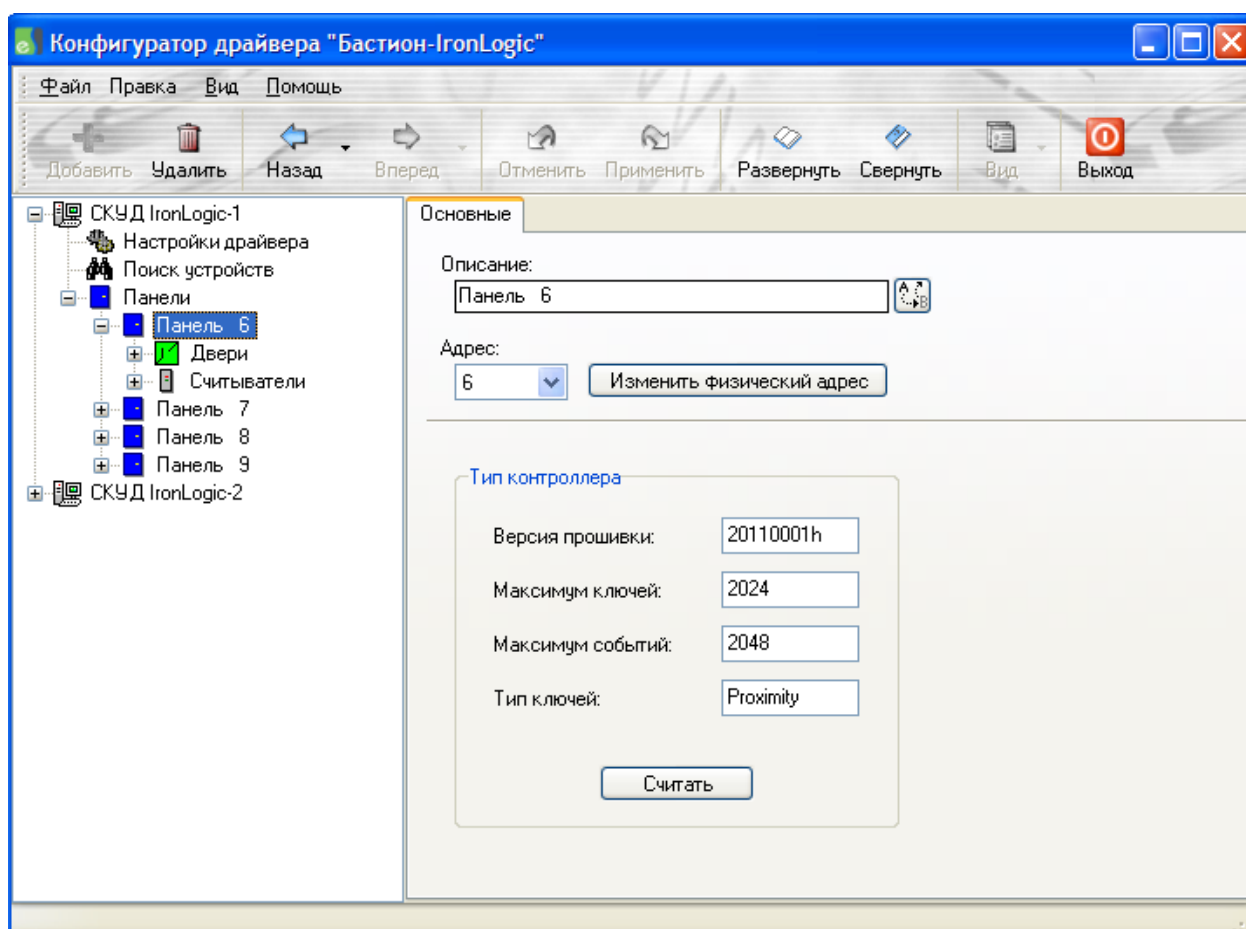 Конфигуратор драйвера "Бастион-IronLogic"
Файл Правка Вид Помощь
Добавить Удалить Назад Вперед Отменить Применить Развернуть Свернуть Вид Выход
СКУД IronLogic-1
Настройки драйвера
Поиск устройств
Панели
Панель 6
Двери
Считыватели
Панель 7
Панель 8
Панель 9
СКУД IronLogic-2
Основные
Описание:
Панель 6
A B
Адрес:
6 Изменить физический адрес
Тип контроллера
Версия прошивки: 20110001h
Максимум ключей: 2024
Максимум событий: 2048
Тип ключей: Proximity
Считать